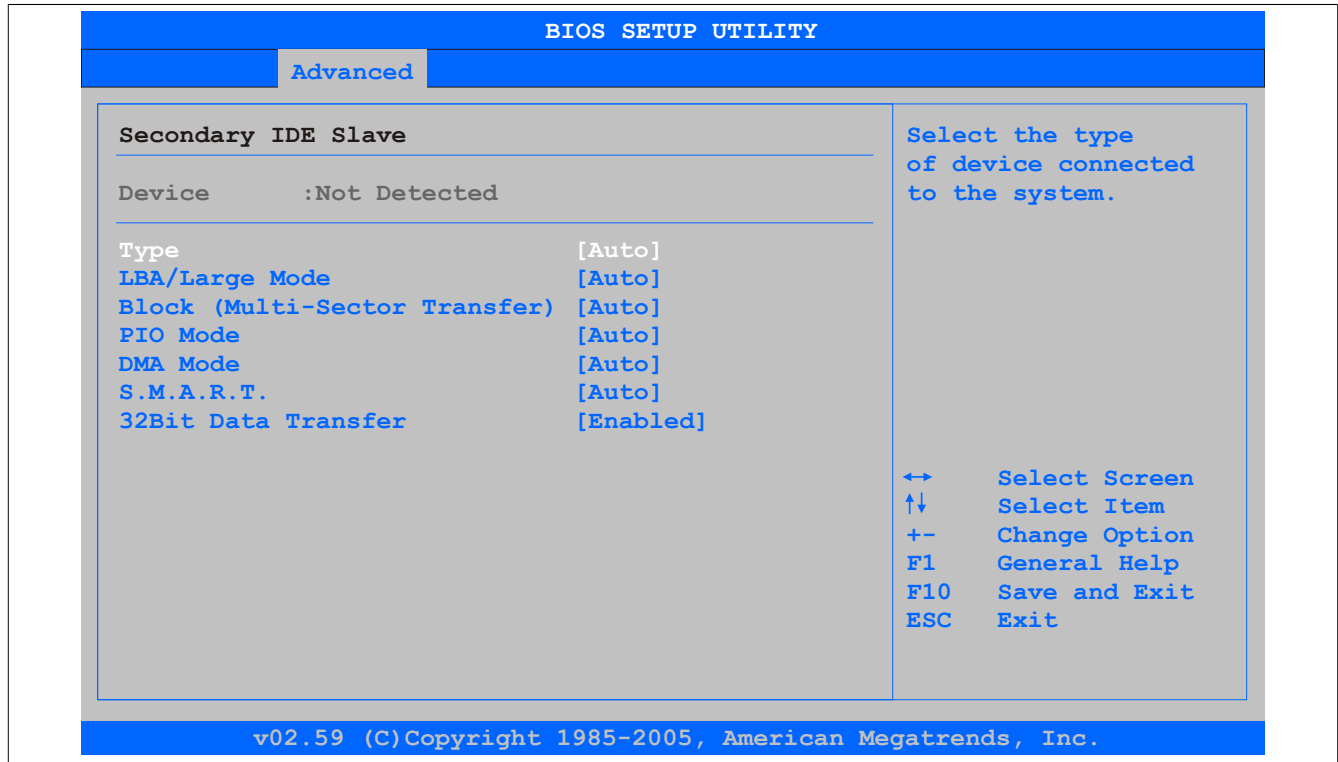 BIOS SETUP UTILITY
Advanced
Secondary IDE Slave
Device :Not Detected
Type [Auto]
LBA/Large Mode [Auto]
Block (Multi-Sector Transfer) [Auto]
PIO Mode [Auto]
DMA Mode [Auto]
S.M.A.R.T. [Auto]
32Bit Data Transfer [Enabled]
Select the type
of device connected
to the system.
↔ Select Screen
↑↓ Select Item
+- Change Option
F1 General Help
F10 Save and Exit
ESC Exit
v02.59 (C)Copyright 1985-2005, American Megatrends, Inc.